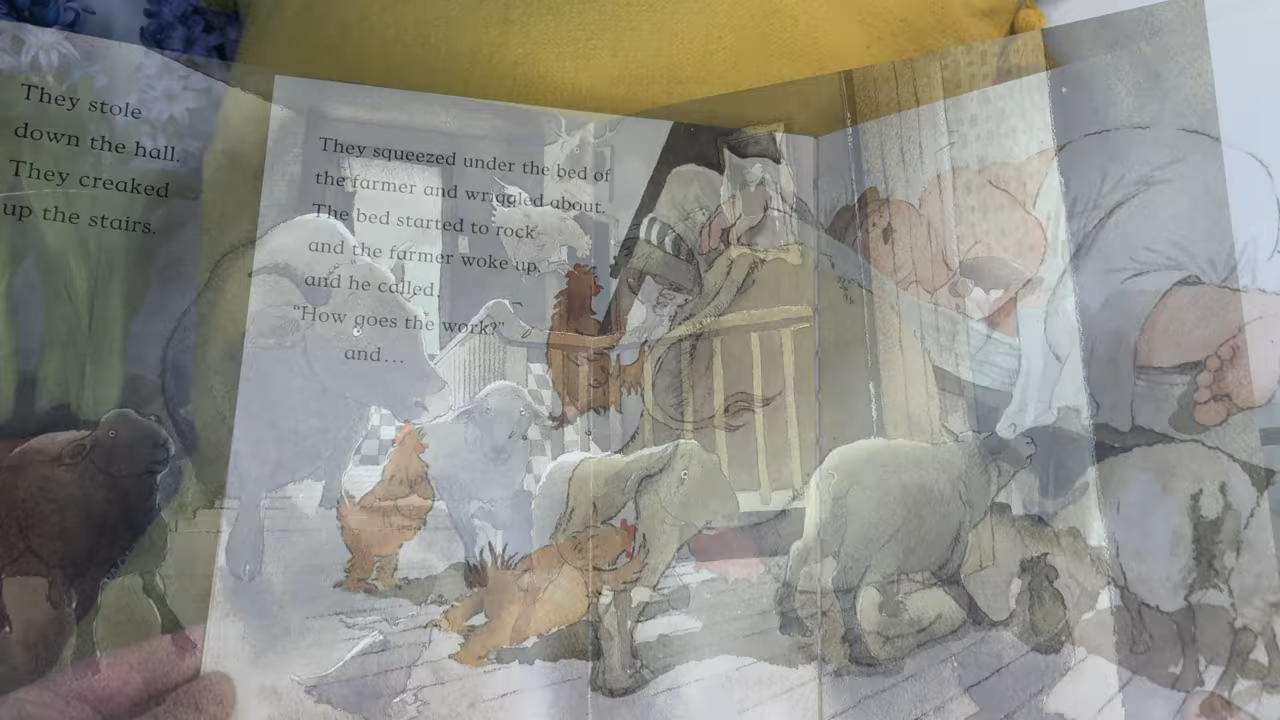 They stole
down the hall.
They creaked
up the stairs.
They squeezed under the bed of
the farmer and wriggled about.
The bed started to rock
and the farmer woke up,
and he called,
"How goes the work?"
and...